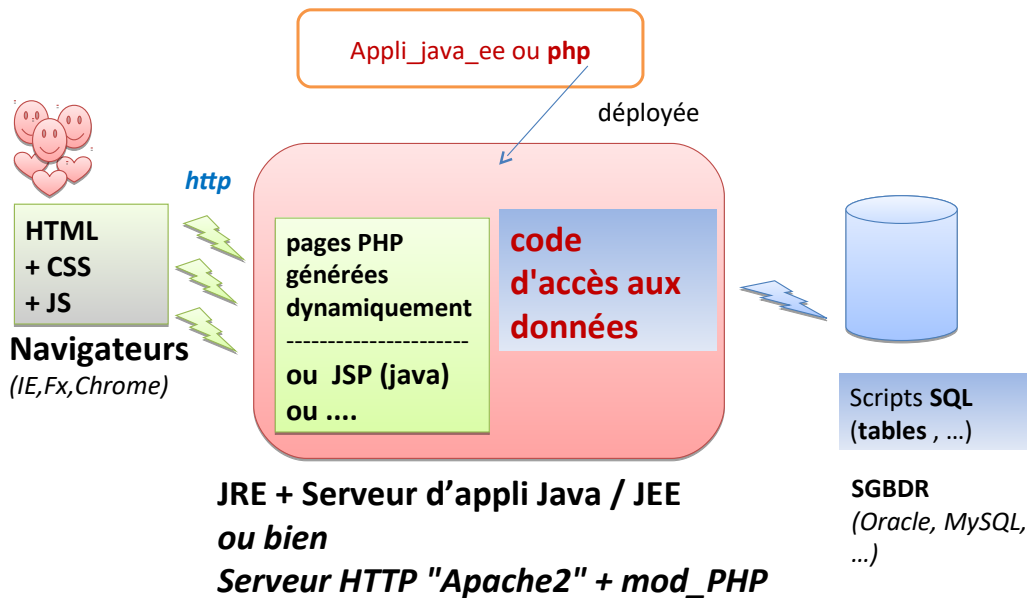 Appli_java_ee ou php
déployée
http
HTML
+ CSS
+ JS
Navigateurs
(IE,Fx,Chrome)
pages PHP
générées
dynamiquement
----------------------
ou JSP (java)
ou ....
code
d'accès aux
données
Scripts SQL
(tables , ...)
SGBDR
(Oracle, MySQL,
...)
JRE + Serveur d’appli Java / JEE
ou bien
Serveur HTTP "Apache2" + mod_PHP